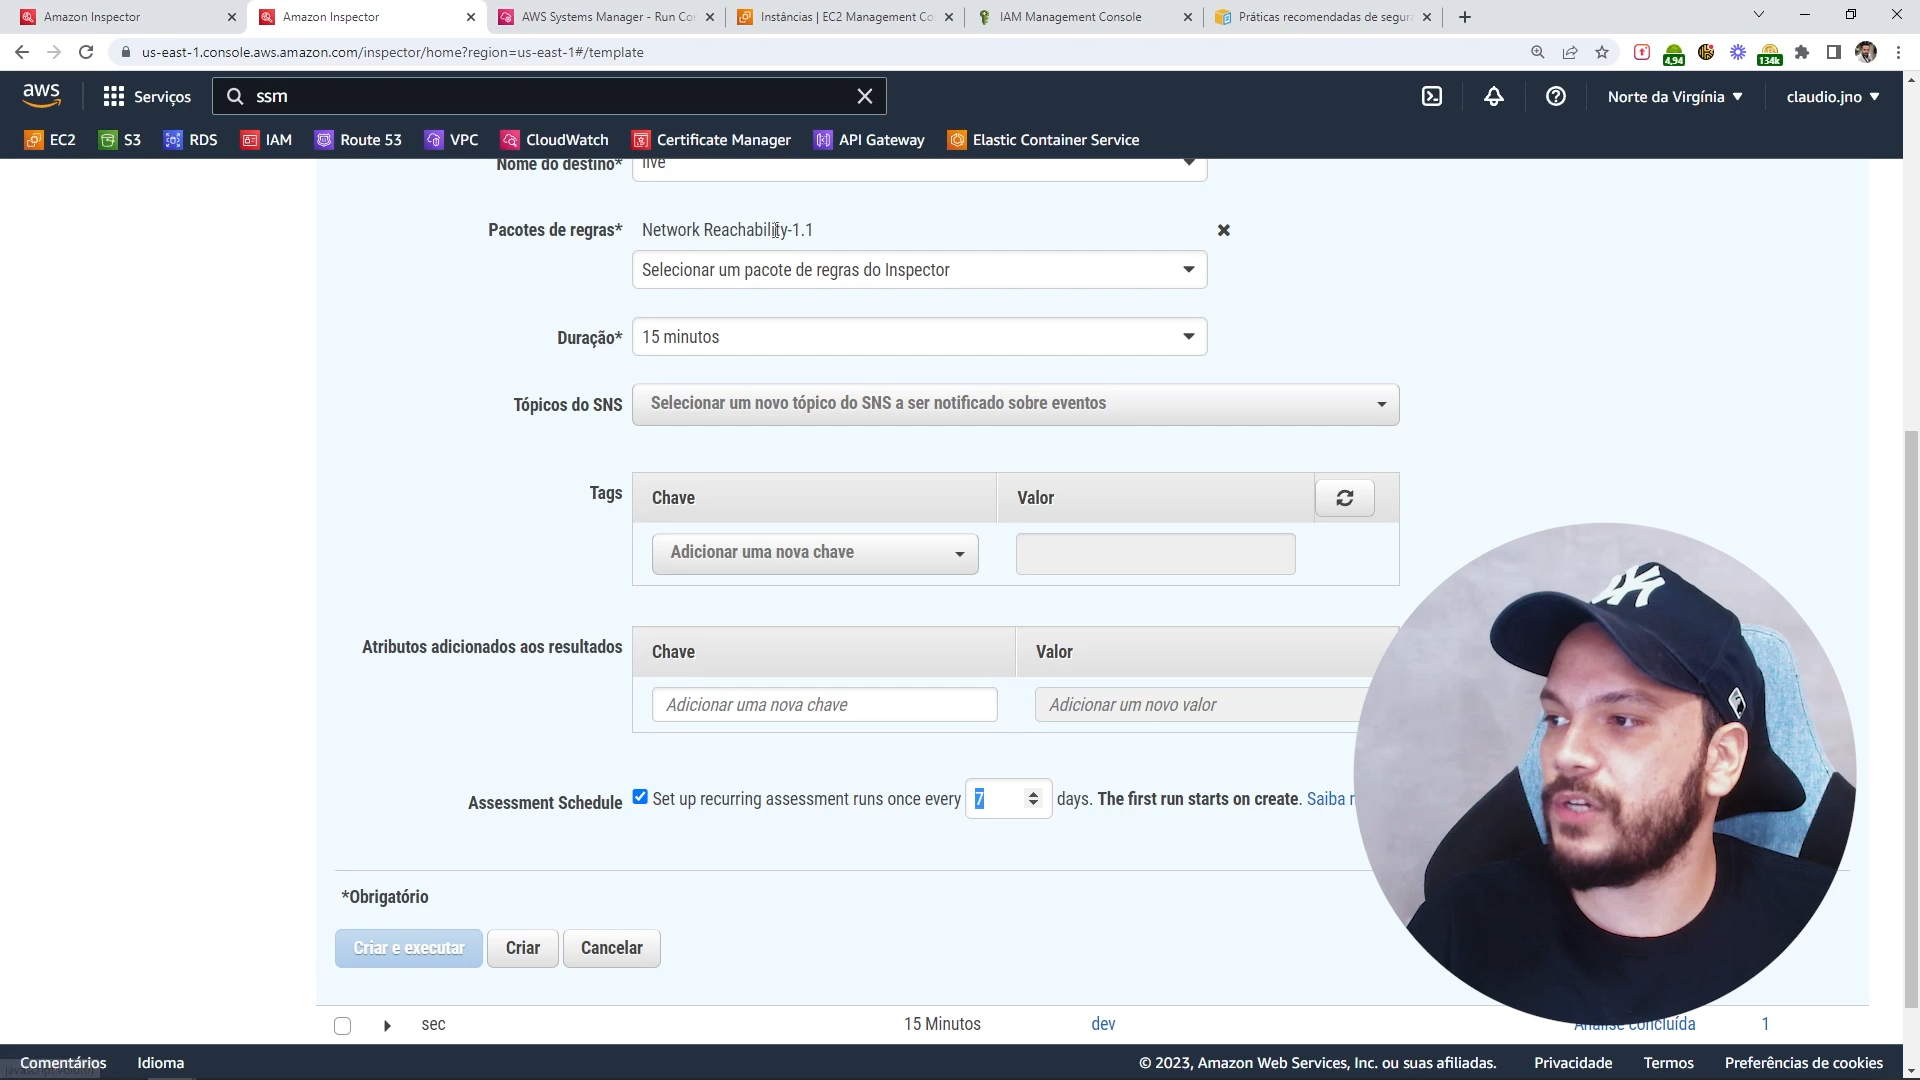 Amazon Inspector
Amazon Inspector
AWS Systems Manager - Run Co
Instâncias | EC2 Management Co
IAM Management Console
Práticas recomendadas de segura
us-east-1.console.aws.amazon.com/inspector/home?region=us-east-1#/template
4,94
134k
aws
Serviços
ssm
Norte da Virgínia
claudio.jno
EC2
S3
RDS
IAM
Route 53
VPC
CloudWatch
Certificate Manager
API Gateway
Elastic Container Service
Nome do destino*
live
Pacotes de regras*
Network Reachability-1.1
Selecionar um pacote de regras do Inspector
Duração*
15 minutos
Tópicos do SNS
Selecionar um novo tópico do SNS a ser notificado sobre eventos
Tags
Chave
Valor
Adicionar uma nova chave
Atributos adicionados aos resultados
Chave
Valor
Adicionar uma nova chave
Adicionar um novo valor
Assessment Schedule
Set up recurring assessment runs once every 7 days. The first run starts on create. Saiba
*Obrigatório
Criar e executar
Criar
Cancelar
sec
15 Minutos
dev
Análise concluída
1
Comentários
Idioma
© 2023, Amazon Web Services, Inc. ou suas afiliadas.
Privacidade
Termos
Preferências de cookies